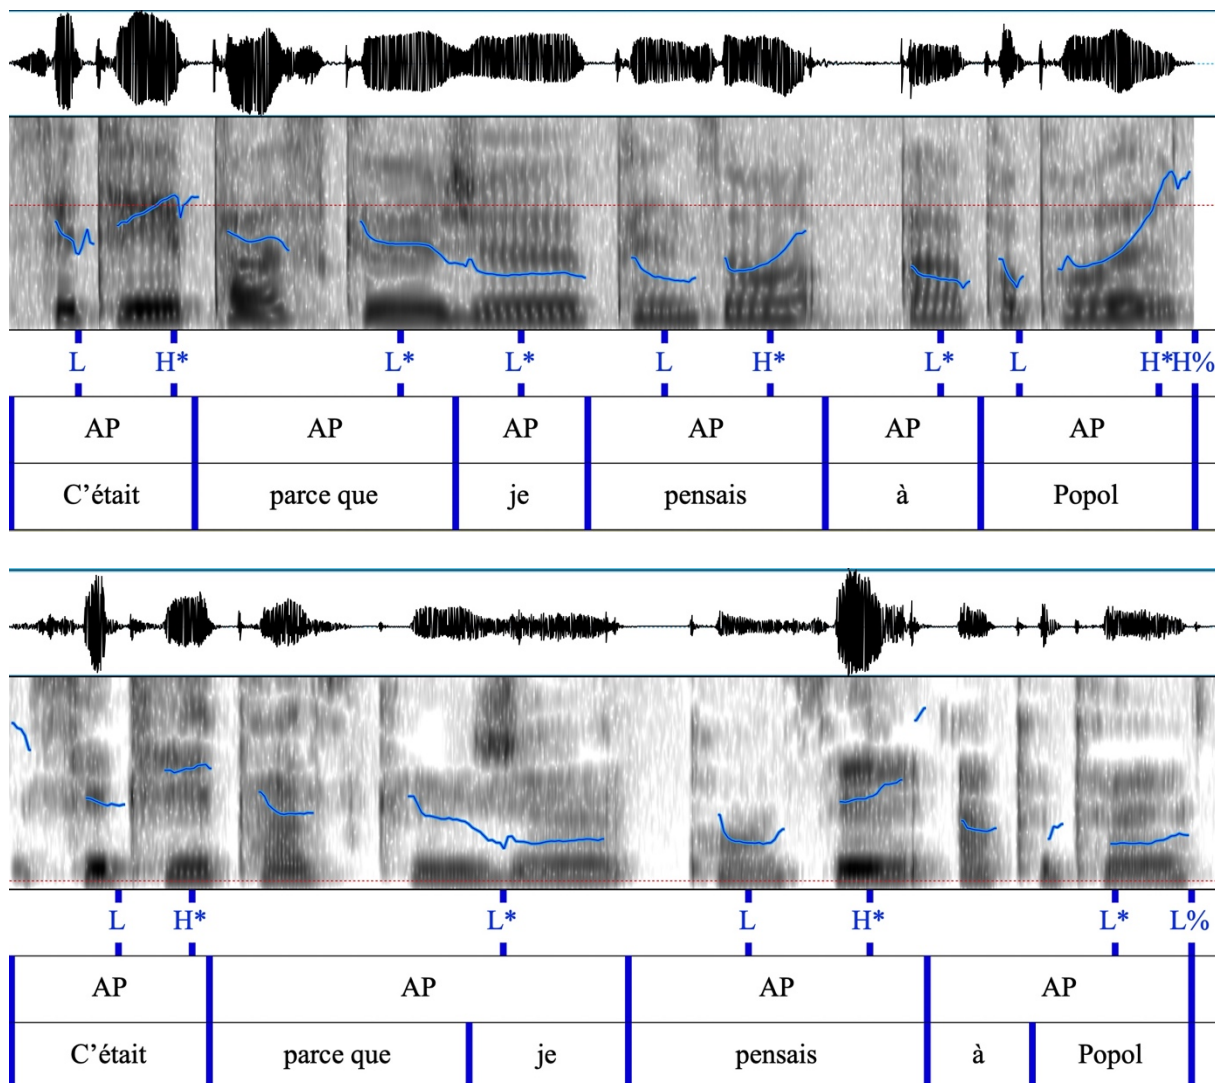 L H* L* L* L H* L* L H*H%
AP AP AP AP AP AP
C’était parce que je pensais à Popol
L H* L* L H* L* L%
AP AP AP AP
C’était parce que je pensais à Popol